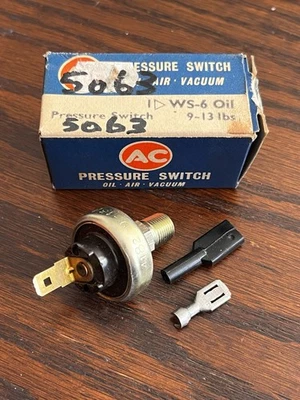 PRESSURE SWITCH
5063
OIL · AIR · VACUUM
1▷ WS-6 Oil
Pressure Switch 9-13 lbs
5063
AC
PRESSURE SWITCH
OIL · AIR · VACUUM